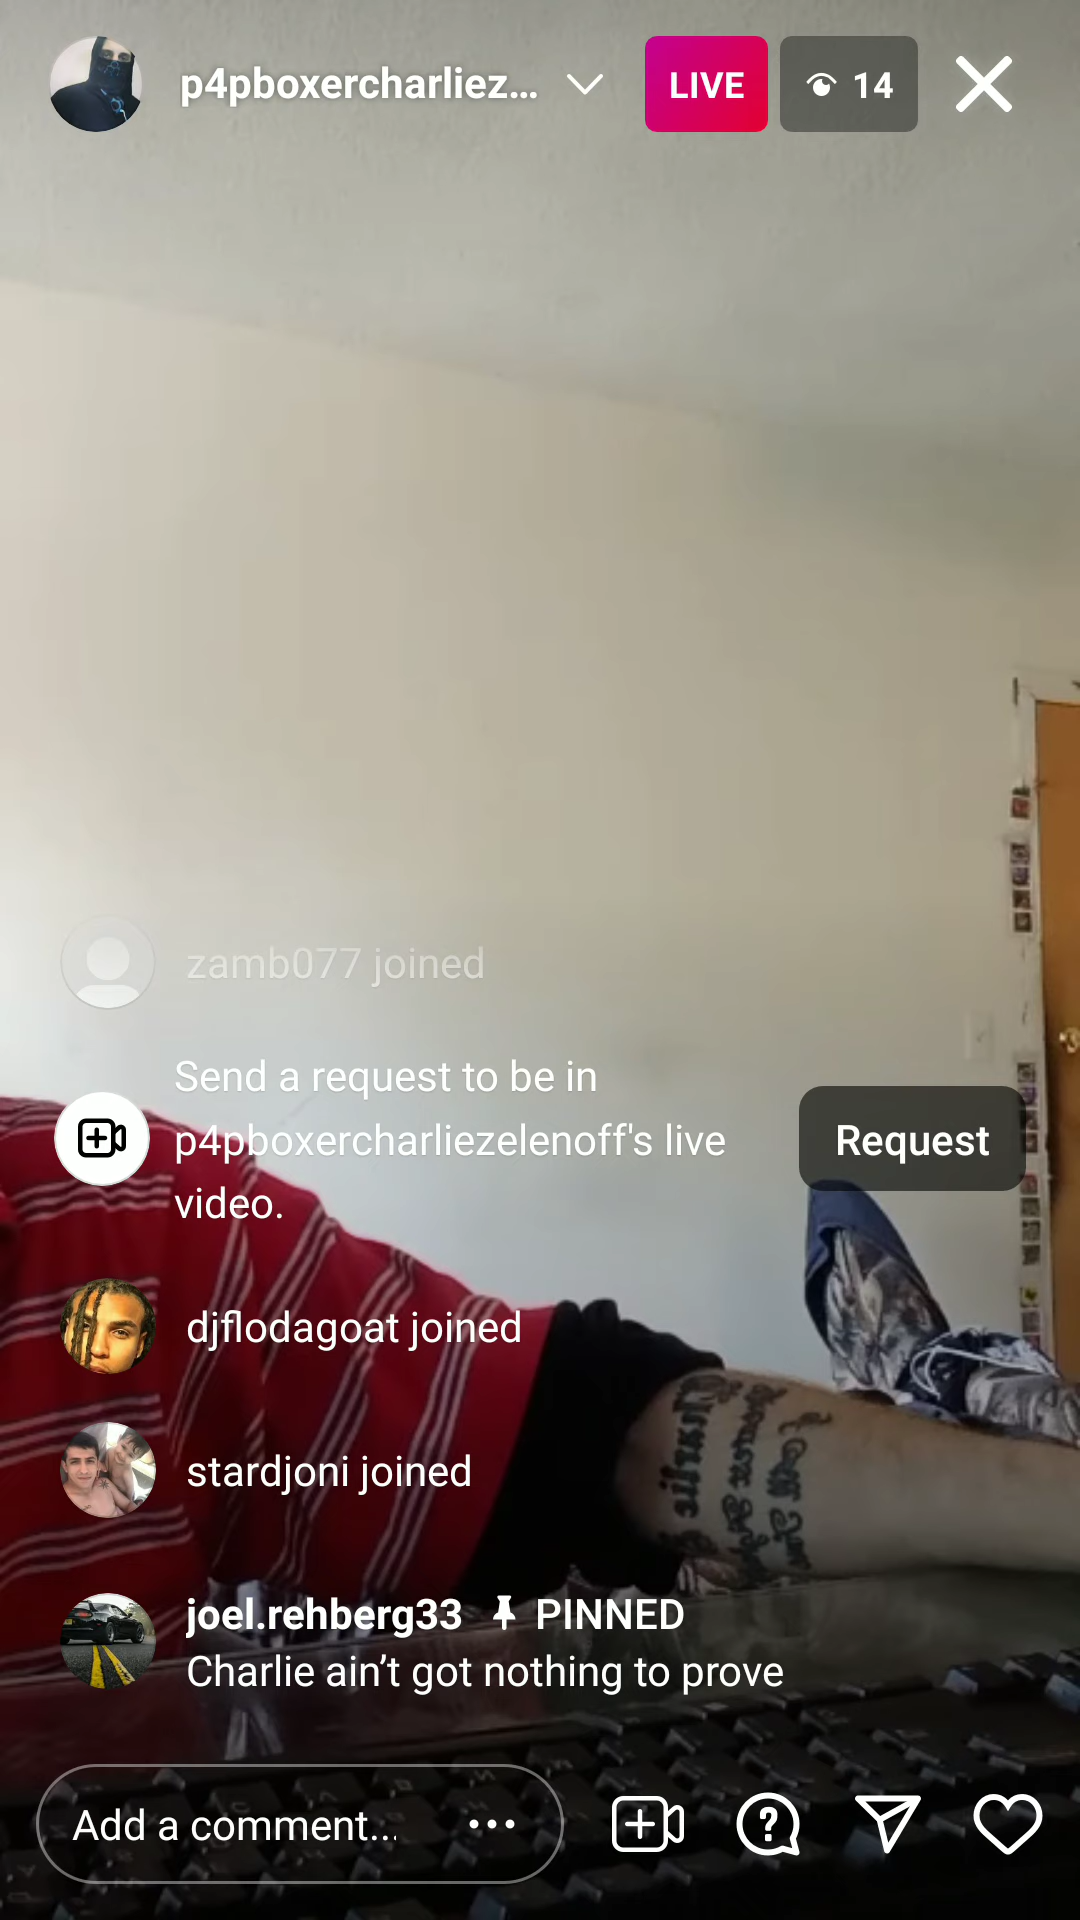 p4pboxercharliez...
LIVE
14
zamb077 joined
Send a request to be in
p4pboxercharliezelenoff's live
video.
Request
djflodagoat joined
stardjoni joined
joel.rehberg33 PINNED
Charlie ain’t got nothing to prove
Add a comment...